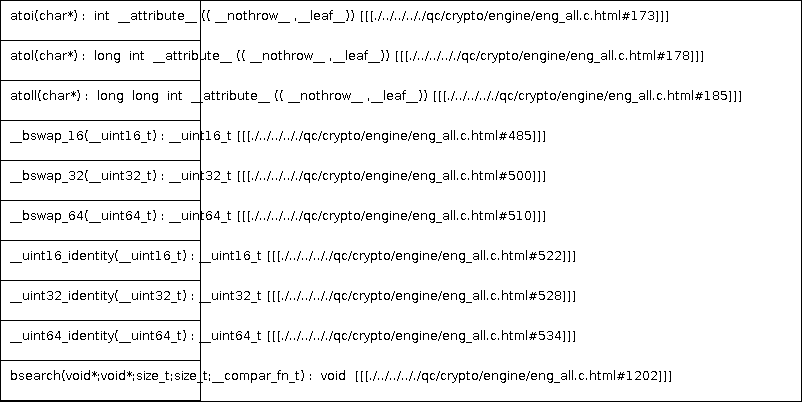 atoi(char*) : int __attribute__ (( __nothrow__ ,__leaf__)) [[[./../../../qc/crypto/engine/eng_all.c.html#173]]]
atol(char*) : long int __attribute__ (( __nothrow__ ,__leaf__)) [[[./../../../qc/crypto/engine/eng_all.c.html#178]]]
atoll(char*) : long long int __attribute__ (( __nothrow__ ,__leaf__)) [[[./../../../qc/crypto/engine/eng_all.c.html#185]]]
__bswap_16(__uint16_t) : __uint16_t [[[./../../../qc/crypto/engine/eng_all.c.html#485]]]
__bswap_32(__uint32_t) : __uint32_t [[[./../../../qc/crypto/engine/eng_all.c.html#500]]]
__bswap_64(__uint64_t) : __uint64_t [[[./../../../qc/crypto/engine/eng_all.c.html#510]]]
__uint16_identity(__uint16_t) : __uint16_t [[[./../../../qc/crypto/engine/eng_all.c.html#522]]]
__uint32_identity(__uint32_t) : __uint32_t [[[./../../../qc/crypto/engine/eng_all.c.html#528]]]
__uint64_identity(__uint64_t) : __uint64_t [[[./../../../qc/crypto/engine/eng_all.c.html#534]]]
bsearch(void*;void*;size_t;size_t;__compar_fn_t) : void [[[./../../../qc/crypto/engine/eng_all.c.html#1202]]]